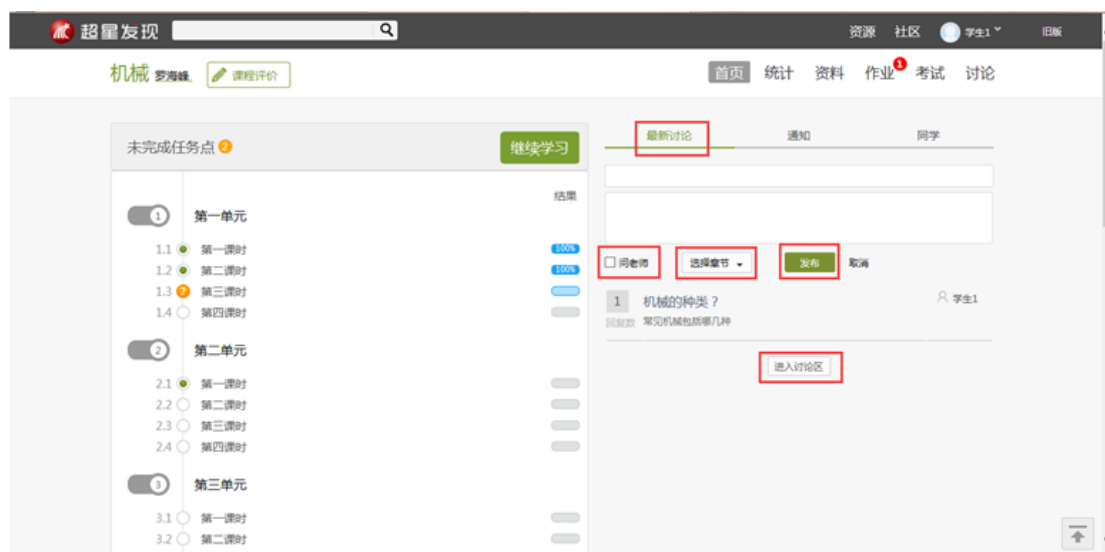 超星发现 资源 社区 学生1 旧版
机械 罗海峰 课程评价 首页 统计 资料 作业 1 考试 讨论
未完成任务点 2 继续学习
最新讨论 通知 同学
结果
1 第一单元
1.1 第一课时 100%
1.2 第二课时 100%
1.3 2 第三课时
1.4 第四课时
2 第二单元
2.1 第一课时
2.2 第二课时
2.3 第三课时
2.4 第四课时
3 第三单元
3.1 第一课时
3.2 第二课时
问老师 选择章节 发布 取消
1 机械的种类？ 学生1
回复数 常见机械包括哪几种
进入讨论区